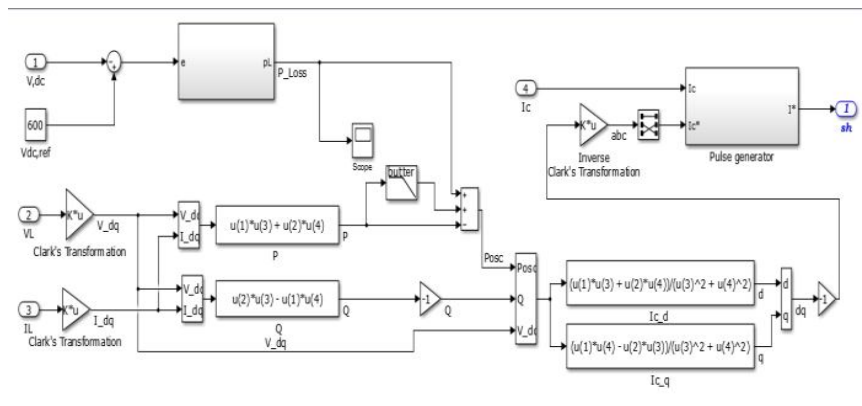 1
V,dc
-
+
600
Vdc,ref
e
pL
P_Loss
Scope
butter
4
Ic
K*u
abc
Inverse
Clark's Transformation
Ic
Ic*
I*
Pulse generator
1
sh
2
VL
K*u
V_dq
Clark's Transformation
V_dq
I_dq
u(1)*u(3) + u(2)*u(4)
P
P
+
+
-
Posc
3
IL
K*u
I_dq
Clark's Transformation
V_dq
I_dq
u(2)*u(3) - u(1)*u(4)
Q
Q
-1
Q
V_dq
Posc
Q
V_dc
(u(1)*u(3) + u(2)*u(4))/(u(3)^2 + u(4)^2)
d
Ic_d
(u(1)*u(4) - u(2)*u(3))/(u(3)^2 + u(4)^2)
q
Ic_q
d
q
dq
-1